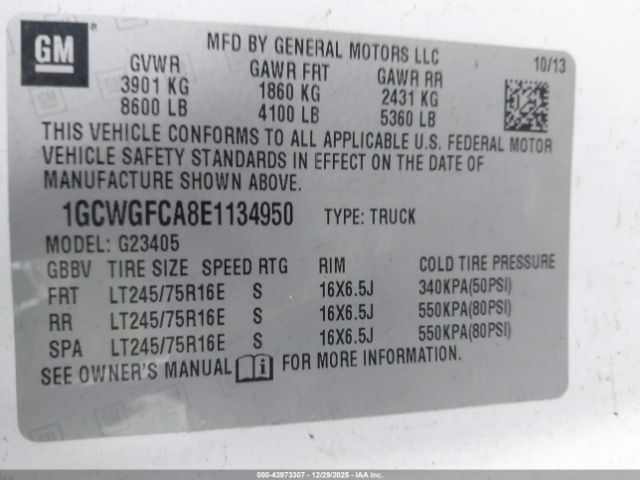 GM
MFD BY GENERAL MOTORS LLC
10/13
GVWR GAWR FRT GAWR RR
3901 KG 1860 KG 2431 KG
8600 LB 4100 LB 5360 LB
THIS VEHICLE CONFORMS TO ALL APPLICABLE U.S. FEDERAL MOTOR
VEHICLE SAFETY STANDARDS IN EFFECT ON THE DATE OF
MANUFACTURE SHOWN ABOVE.
1GCWGFCA8E1134950 TYPE: TRUCK
MODEL: G23405
GBBV TIRE SIZE SPEED RTG RIM COLD TIRE PRESSURE
FRT LT245/75R16E S 16X6.5J 340KPA(50PSI)
RR LT245/75R16E S 16X6.5J 550KPA(80PSI)
SPA LT245/75R16E S 16X6.5J 550KPA(80PSI)
SEE OWNER'S MANUAL FOR MORE INFORMATION.
000-43973307 - 12/29/2025 - IAAI.CA